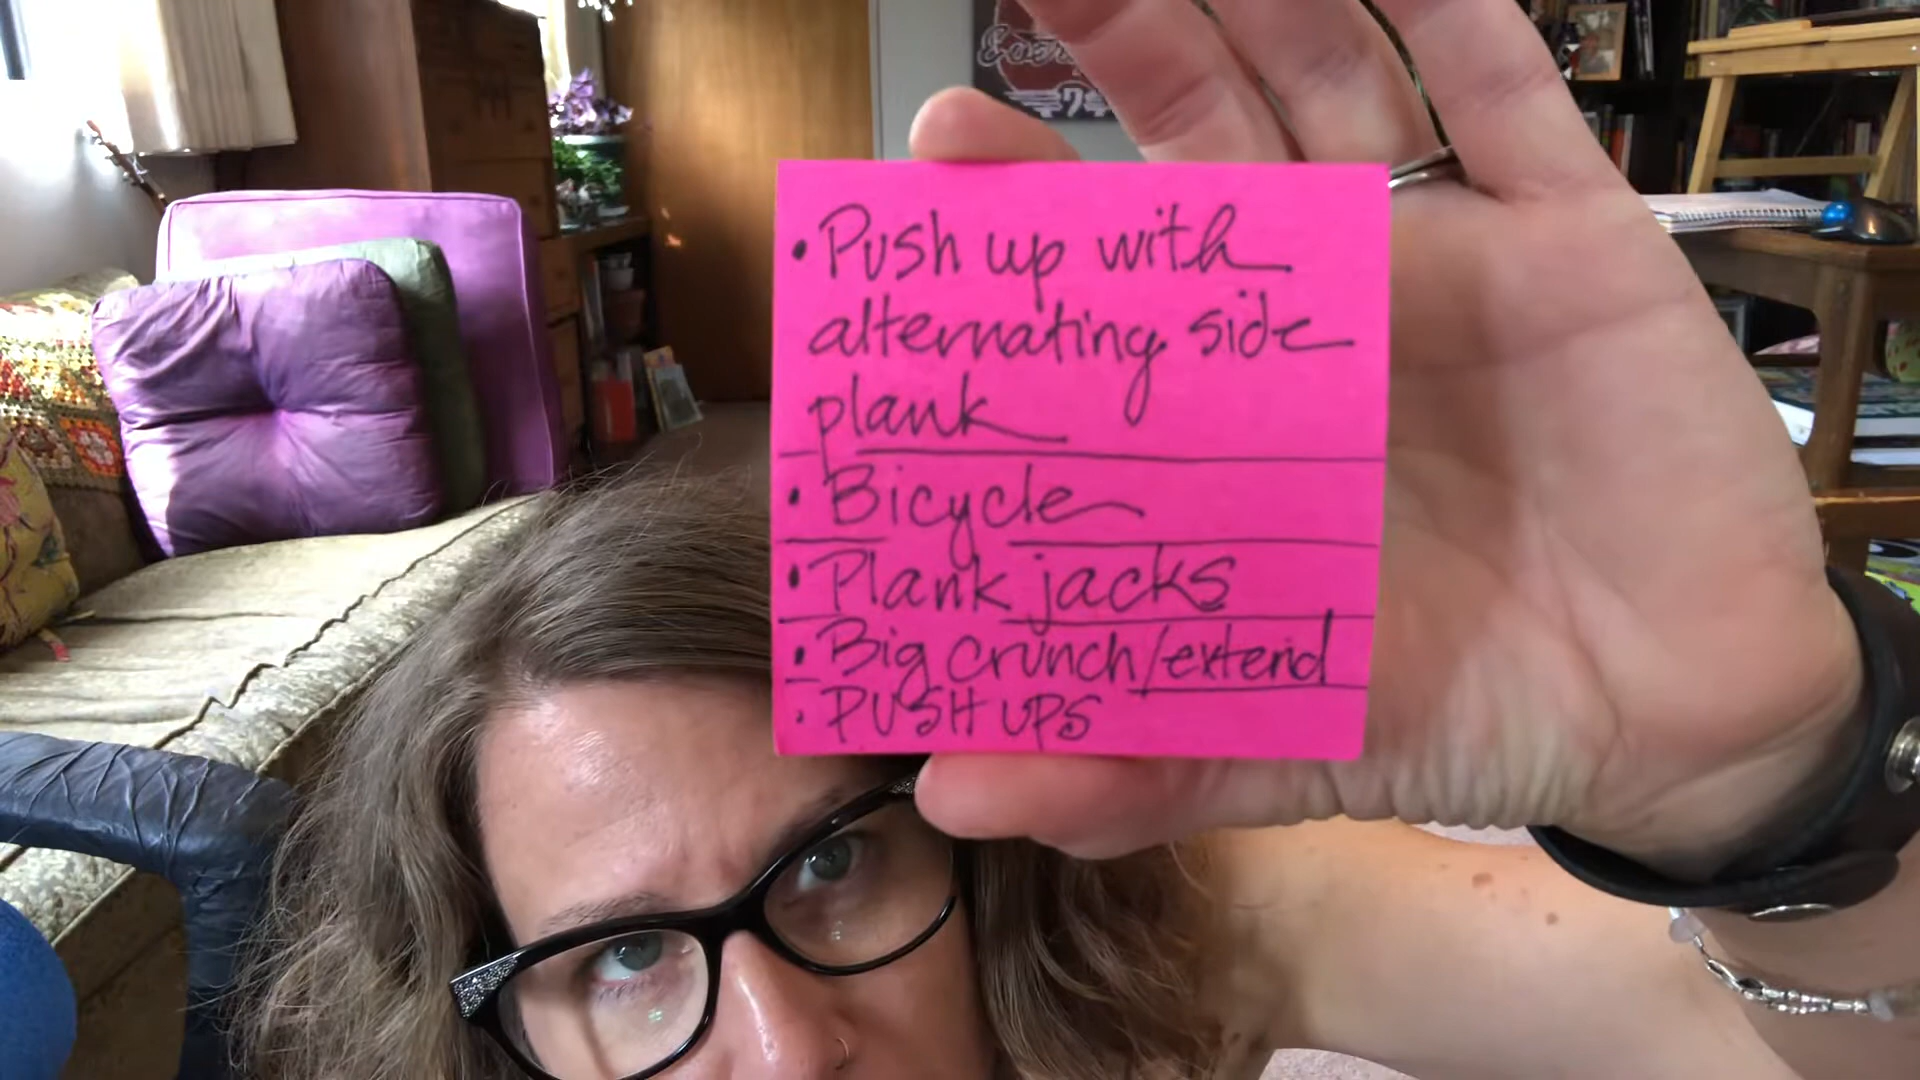 • Push up with
alternating side
plank
• Bicycle
• Plank jacks
• Big crunch/extend
• PUSH UPS